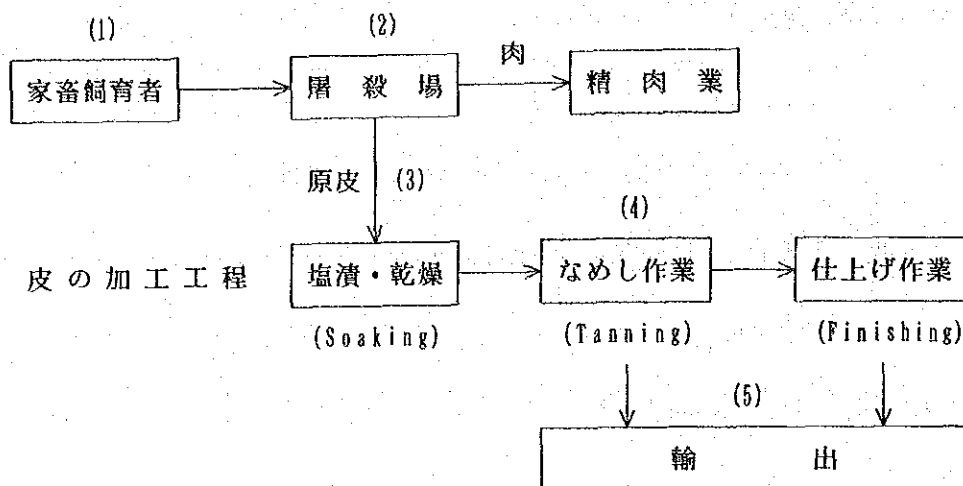 (1)
(2)
肉
家畜飼育者
屠殺場
精肉業
原皮
(3)
(4)
皮の加工工程
塩漬・乾燥
なめし作業
仕上げ作業
(Soaking)
(Tanning)
(Finishing)
(5)
輸出